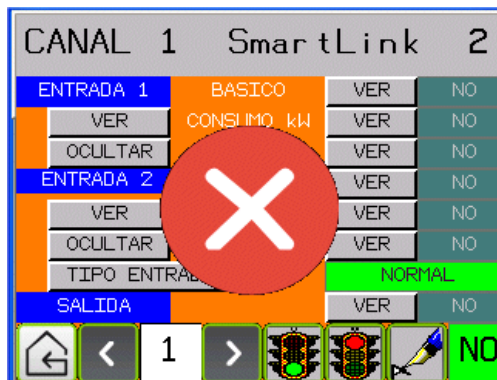 CANAL 1 SmartLink 2
ENTRADA 1 BASICO VER NO
VER CONSUMO kW VER NO
OCULTAR VER NO
ENTRADA 2 VER NO
VER VER NO
OCULTAR VER NO
TIPO NORMAL
SALIDA VER NO
1 NO